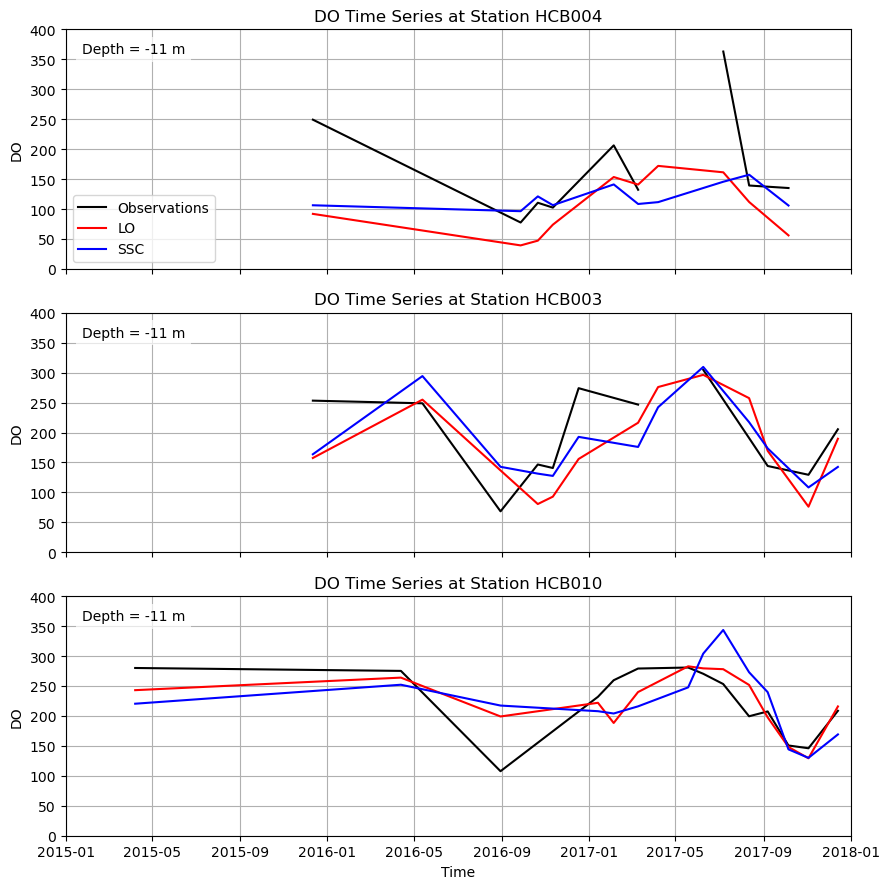 DO Time Series at Station HCB004
400
Depth = -11 m
350
300
250
DO
200
150
Observations
100
LO
50
SSC
0
DO Time Series at Station HCB003
400
Depth = -11 m
350
300
250
DO
200
150
100
50
0
DO Time Series at Station HCB010
400
Depth = -11 m
350
300
250
DO
200
150
100
50
0
2015-01 2015-05 2015-09 2016-01 2016-05 2016-09 2017-01 2017-05 2017-09 2018-01
Time